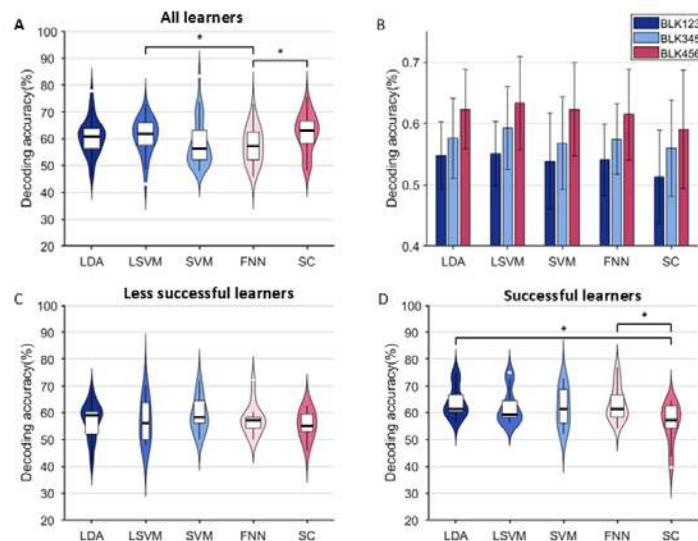 A
All learners
Decoding accuracy(%)
100
90
80
70
60
50
40
30
20
*
*
LDA
LSVM
SVM
FNN
SC
B
BLK123
BLK345
BLK456
Decoding accuracy(%)
0.7
0.6
0.5
0.4
LDA
LSVM
SVM
FNN
SC
C
Less successful learners
Decoding accuracy(%)
100
90
80
70
60
50
40
30
20
LDA
LSVM
SVM
FNN
SC
D
Successful learners
Decoding accuracy(%)
100
90
80
70
60
50
40
30
20
*
*
LDA
LSVM
SVM
FNN
SC